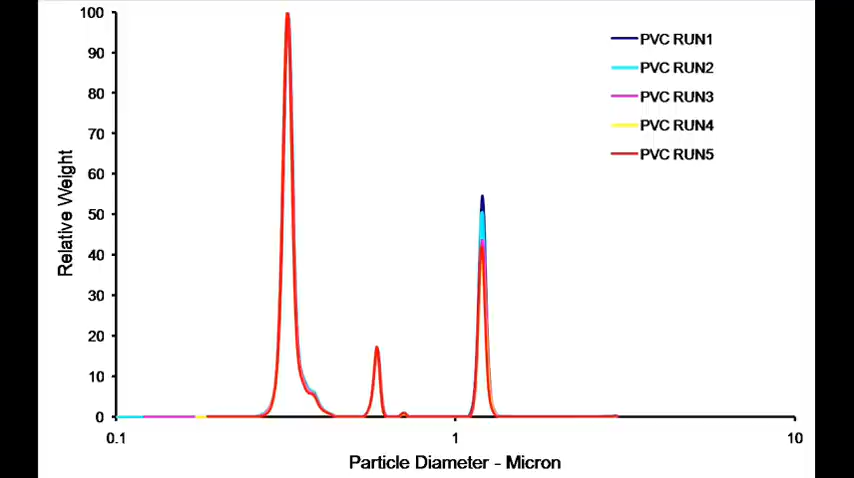 100
90
80
70
60
50
40
30
20
10
0
Relative Weight
0.1
1
10
Particle Diameter - Micron
PVC RUN1
PVC RUN2
PVC RUN3
PVC RUN4
PVC RUN5